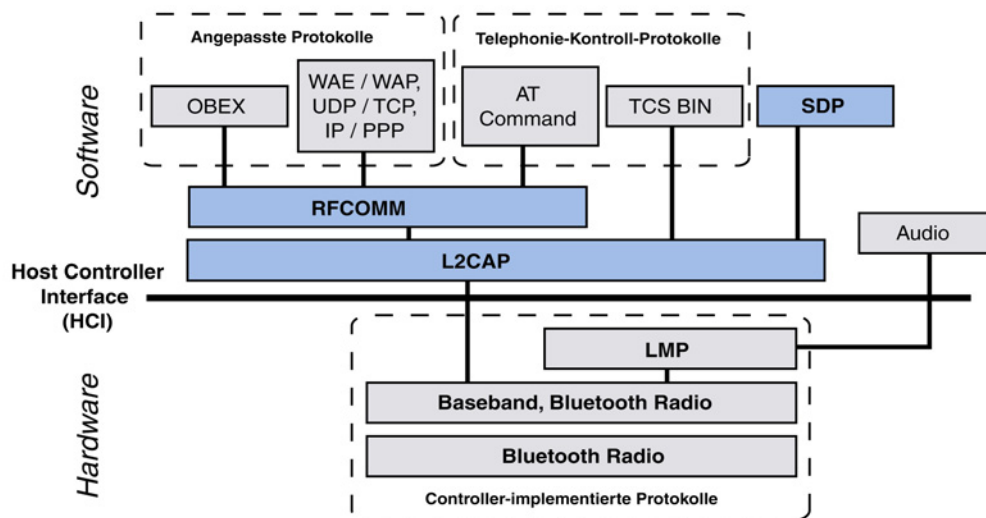 Angepasste Protokolle
Telephonie-Kontroll-Protokolle
Software
OBEX
WAE / WAP,
UDP / TCP,
IP / PPP
AT
Command
TCS BIN
SDP
RFCOMM
Audio
L2CAP
Host Controller
Interface
(HCI)
Hardware
LMP
Baseband, Bluetooth Radio
Bluetooth Radio
Controller-implementierte Protokolle